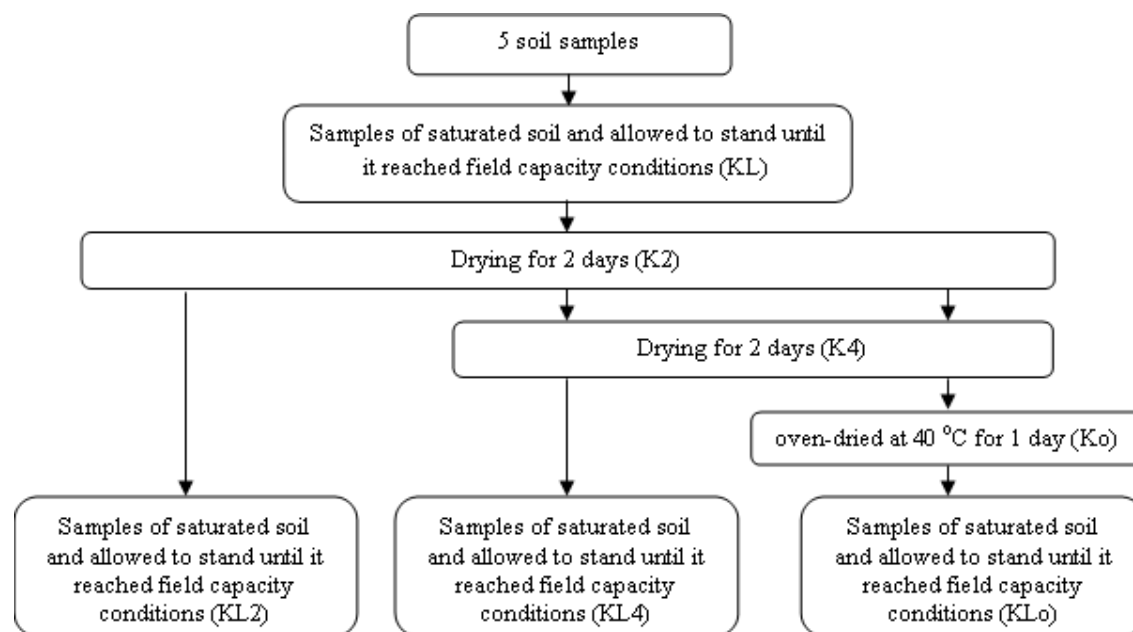 5 soil samples
Samples of saturated soil and allowed to stand until
it reached field capacity conditions (KL)
Drying for 2 days (K2)
Drying for 2 days (K4)
oven-dried at 40 °C for 1 day (Ko)
Samples of saturated soil
and allowed to stand until it
reached field capacity
conditions (KL2)
Samples of saturated soil
and allowed to stand until it
reached field capacity
conditions (KL4)
Samples of saturated soil
and allowed to stand until it
reached field capacity
conditions (KLo)